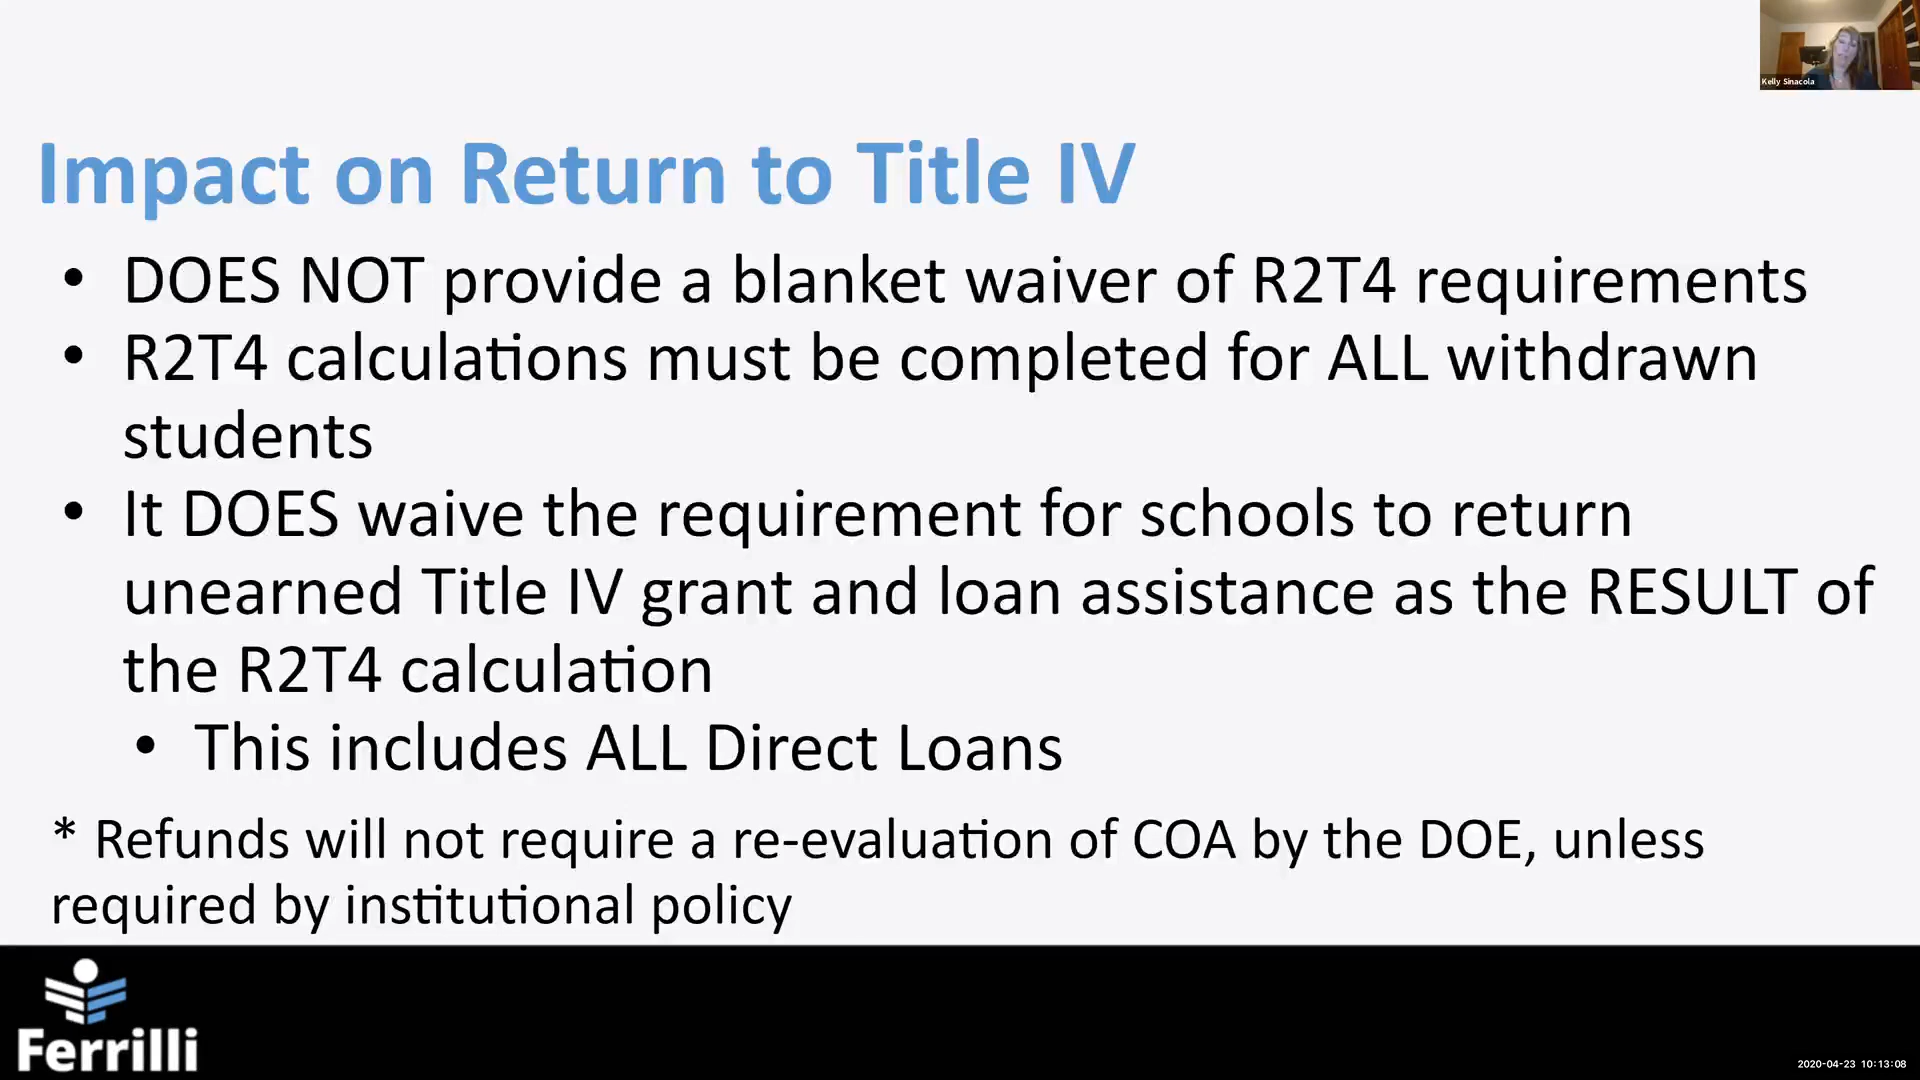 Kelly Sinacola
Impact on Return to Title IV
• DOES NOT provide a blanket waiver of R2T4 requirements
• R2T4 calculations must be completed for ALL withdrawn
students
• It DOES waive the requirement for schools to return
unearned Title IV grant and loan assistance as the RESULT of
the R2T4 calculation
• This includes ALL Direct Loans
* Refunds will not require a re-evaluation of COA by the DOE, unless
required by institutional policy
Ferrilli
2020-04-23 10:13:08